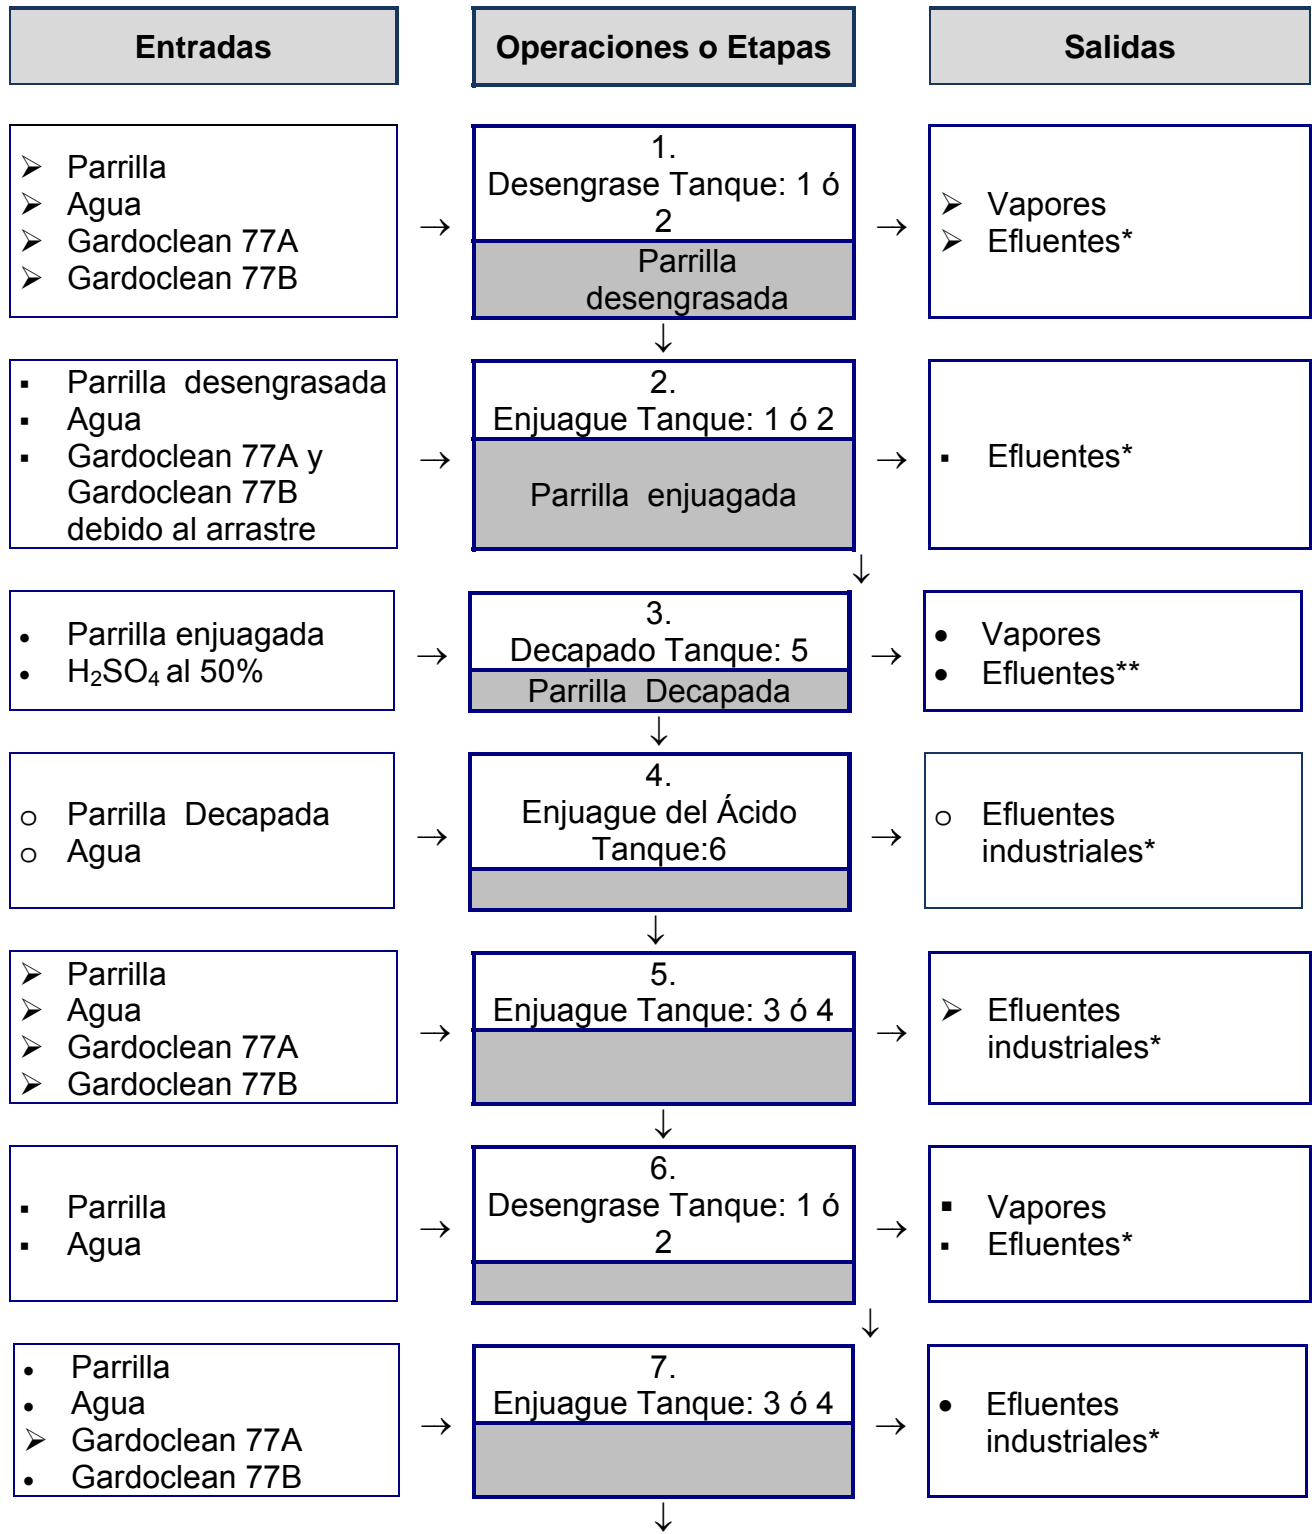 Entradas
Operaciones o Etapas
Salidas
➢ Parrilla
➢ Agua
➢ Gardoclean 77A
➢ Gardoclean 77B
→
1.
Desengrase Tanque: 1 ó
2
Parrilla
desengrasada
→
➢ Vapores
➢ Efluentes*
↓
▪ Parrilla desengrasada
▪ Agua
▪ Gardoclean 77A y
Gardoclean 77B
debido al arrastre
→
2.
Enjuague Tanque: 1 ó 2
Parrilla enjuagada
→
▪ Efluentes*
↓
• Parrilla enjuagada
• H₂SO₄ al 50%
→
3.
Decapado Tanque: 5
Parrilla Decapada
→
• Vapores
• Efluentes**
↓
o Parrilla Decapada
o Agua
→
4.
Enjuague del Ácido
Tanque:6
→
o Efluentes
industriales*
↓
➢ Parrilla
➢ Agua
➢ Gardoclean 77A
➢ Gardoclean 77B
→
5.
Enjuague Tanque: 3 ó 4
→
➢ Efluentes
industriales*
↓
▪ Parrilla
▪ Agua
→
6.
Desengrase Tanque: 1 ó
2
→
▪ Vapores
▪ Efluentes*
↓
• Parrilla
• Agua
➢ Gardoclean 77A
• Gardoclean 77B
→
7.
Enjuague Tanque: 3 ó 4
→
• Efluentes
industriales*
↓